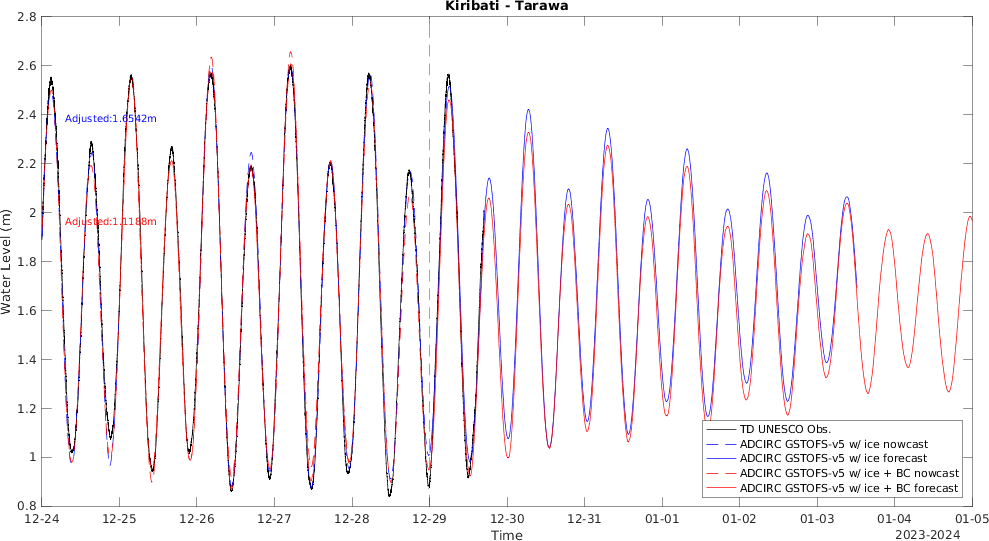 Kiribati - Tarawa
2.8
2.6
2.4
2.2
2
1.8
1.6
1.4
1.2
1
0.8
Water Level (m)
Adjusted:1.6542m
Adjusted:1.1188m
TD UNESCO Obs.
ADCIRC GSTOFS-v5 w/ ice nowcast
ADCIRC GSTOFS-v5 w/ ice forecast
ADCIRC GSTOFS-v5 w/ ice + BC nowcast
ADCIRC GSTOFS-v5 w/ ice + BC forecast
12-24 12-25 12-26 12-27 12-28 12-29 12-30 12-31 01-01 01-02 01-03 01-04 01-05
Time
2023-2024